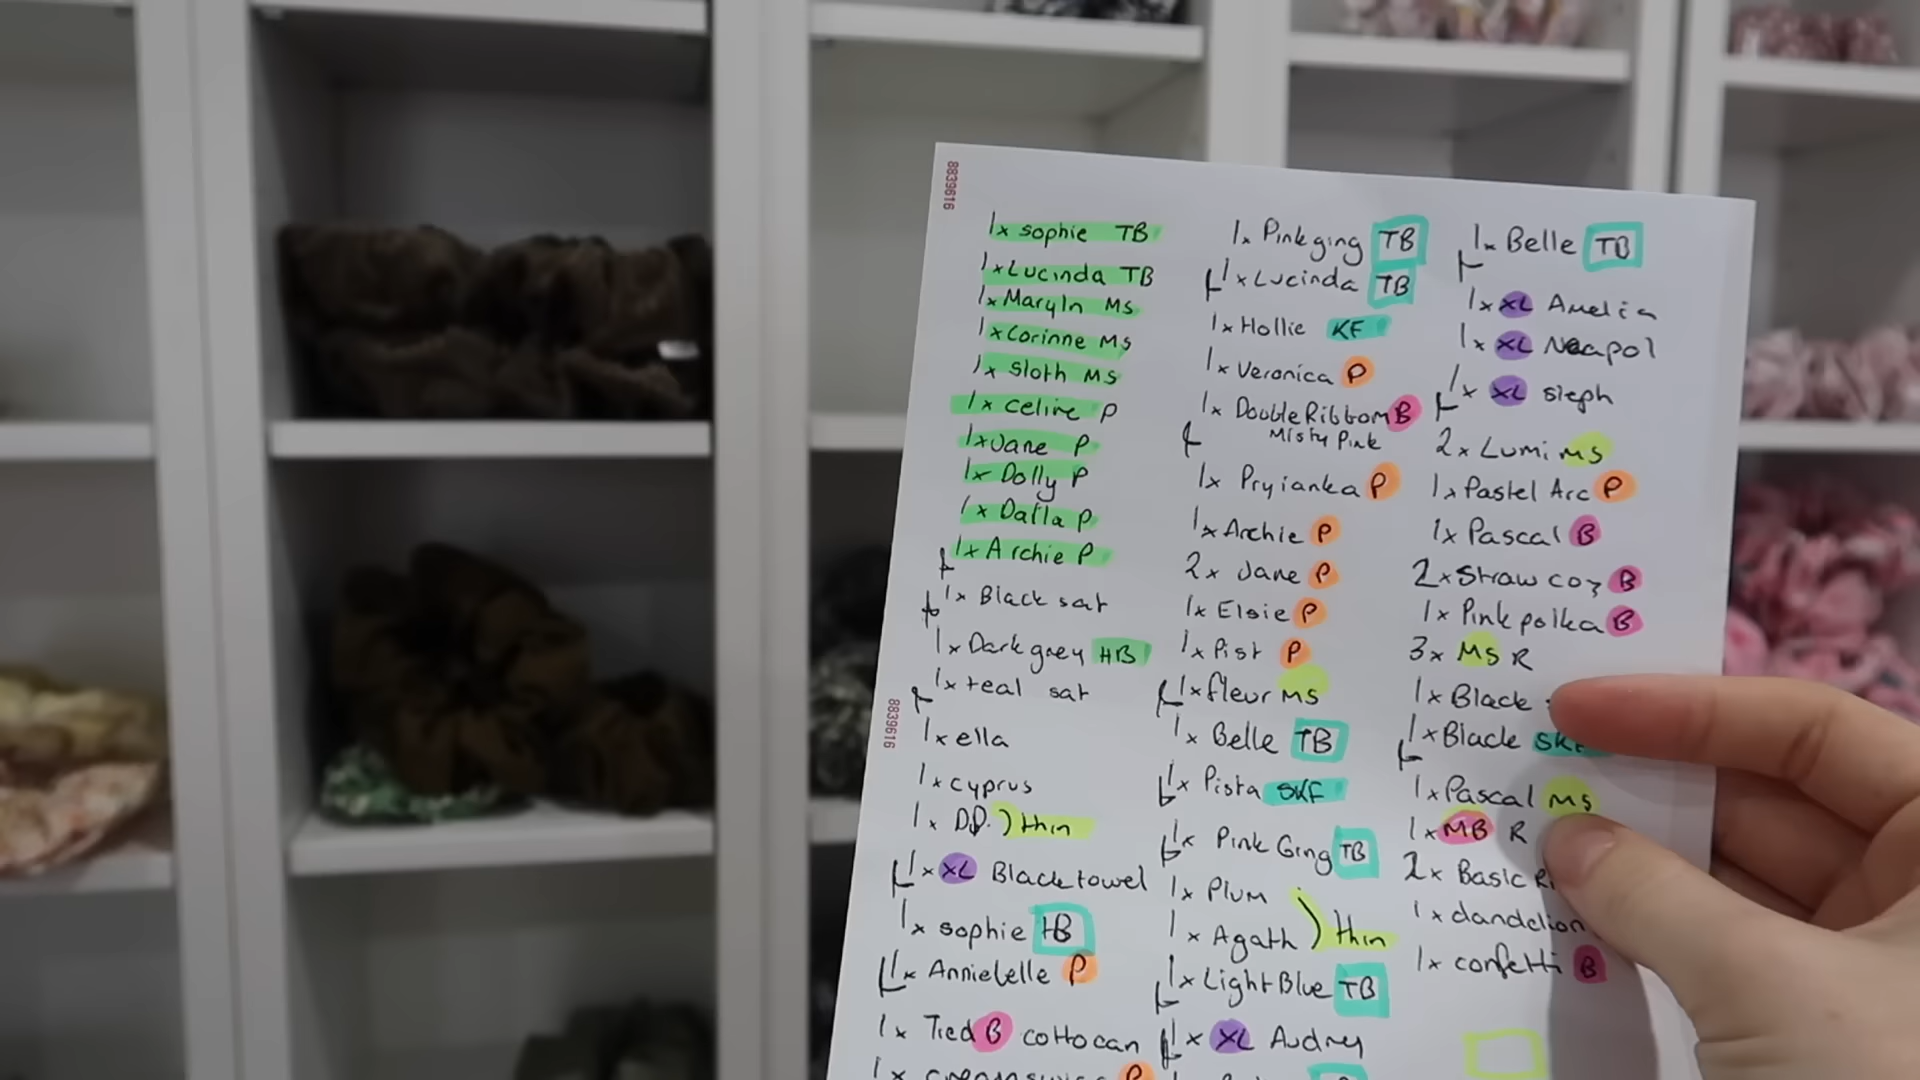 8839616
1x sophie TB
1x Lucinda TB
1x Maryln MS
1x Corinne MS
1x Sloth MS
1x celine P
1x Jane P
1x Dolly P
1x Dalla P
1x Archie P
1x Black sat
1x Dark grey HB
1x teal sat
8839616
1x ella
1x cyprus
1x D.D. ) thin
1x XL Black towel
1x sophie TB
1x Annielelle P
1x Tied B cottocan
1x
P
1x Pink ging TB
1x Lucinda TB
1x Hollie KF
1x Veronica P
1x Double Ribbom B
Misty Pink
1x Pryianka P
1x Archie P
2x Jane P
1x Elsie P
1x Pist P
1x fleur MS
1x Belle TB
1x Pista SKF
1x Pink Ging TB
1x Plum
1x Agath ) thin
1x Light Blue TB
1x XL Audrey
1x Belle TB
1x XL Amelia
1x XL Neapol
1x XL steph
2x Lumi MS
1x Pastel Arc P
1x Pascal B
2x Straw coz B
1x Pink polka B
3x MS R
1x Black
1x Black SKF
1x Pascal MS
1x MB R
2x Basic
1x dandelion
1x confetti B